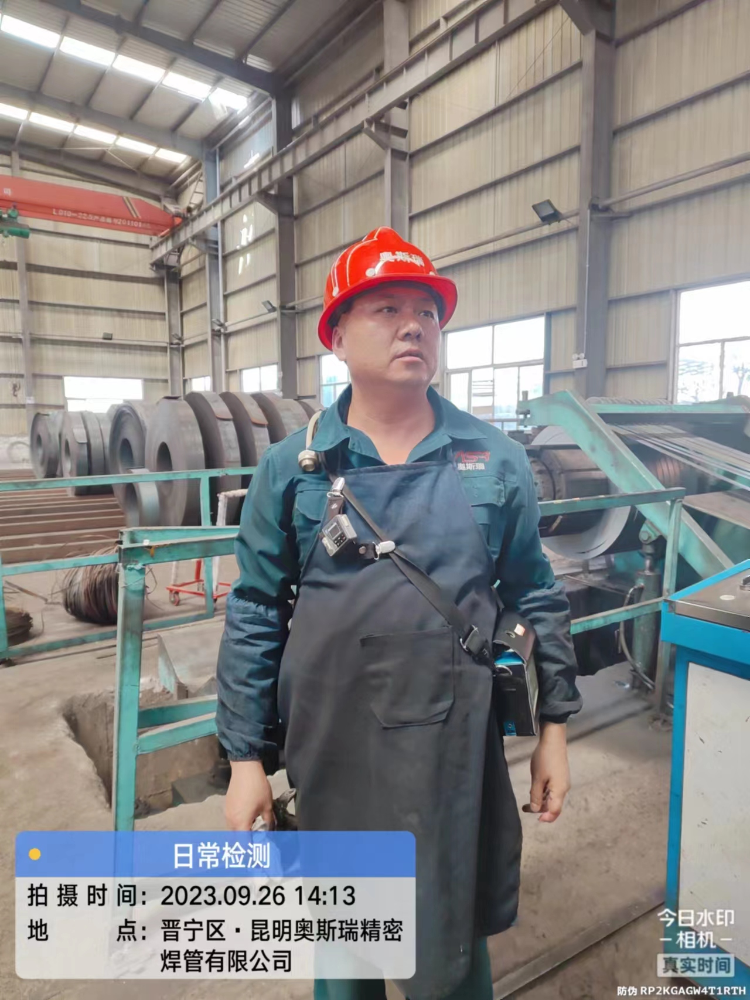 奥斯瑞
奥斯瑞
日常检测
拍摄时间：2023.09.26 14:13
地点：晋宁区·昆明奥斯瑞精密
焊管有限公司
今日水印
相机
真实时间
防伪 RP2KGAGW4T1RTH